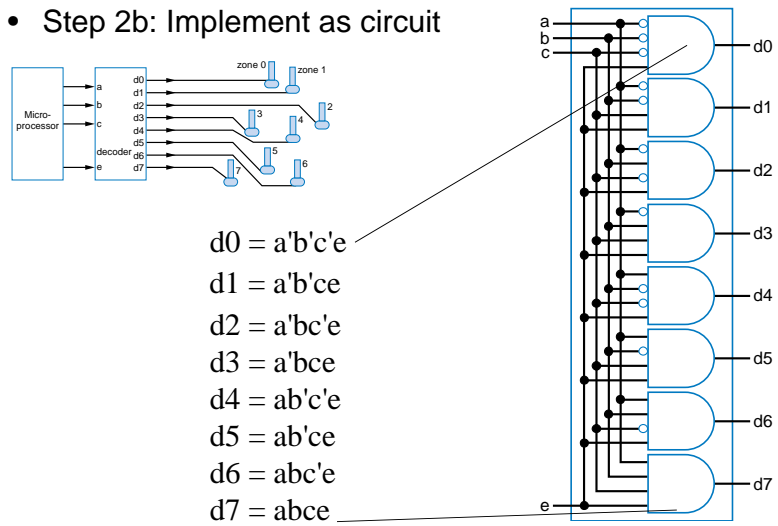 • Step 2b: Implement as circuit
Micro-
processor
a
b
c
e
decoder
d0
d1
d2
d3
d4
d5
d6
d7
zone 0
zone 1
2
3
4
5
6
7
d0 = a'b'c'e
d1 = a'b'ce
d2 = a'bc'e
d3 = a'bce
d4 = ab'c'e
d5 = ab'ce
d6 = abc'e
d7 = abce
a
b
c
e
d0
d1
d2
d3
d4
d5
d6
d7